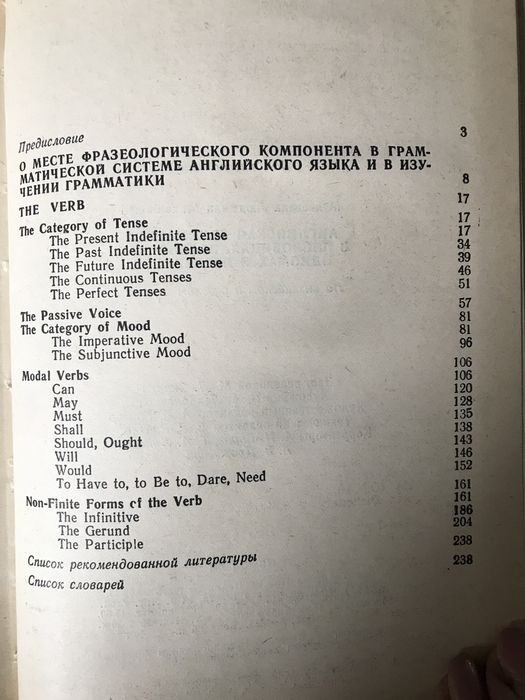 Предисловие 3
О МЕСТЕ ФРАЗЕОЛОГИЧЕСКОГО КОМПОНЕНТА В ГРАМ-
МАТИЧЕСКОЙ СИСТЕМЕ АНГЛИЙСКОГО ЯЗЫКА И В ИЗУ-
ЧЕНИИ ГРАММАТИКИ 8
THE VERB 17
The Category of Tense 17
The Present Indefinite Tense 17
The Past Indefinite Tense 34
The Future Indefinite Tense 39
The Continuous Tenses 46
The Perfect Tenses 51
The Passive Voice 57
The Category of Mood 81
The Imperative Mood 81
The Subjunctive Mood 96
Modal Verbs 106
Can 106
May 120
Must 128
Shall 135
Should, Ought 138
Will 143
Would 146
To Have to, to Be to, Dare, Need 152
Non-Finite Forms of the Verb 161
The Infinitive 161
The Gerund 186
The Participle 204
Список рекомендованной литературы 238
Список словарей 238